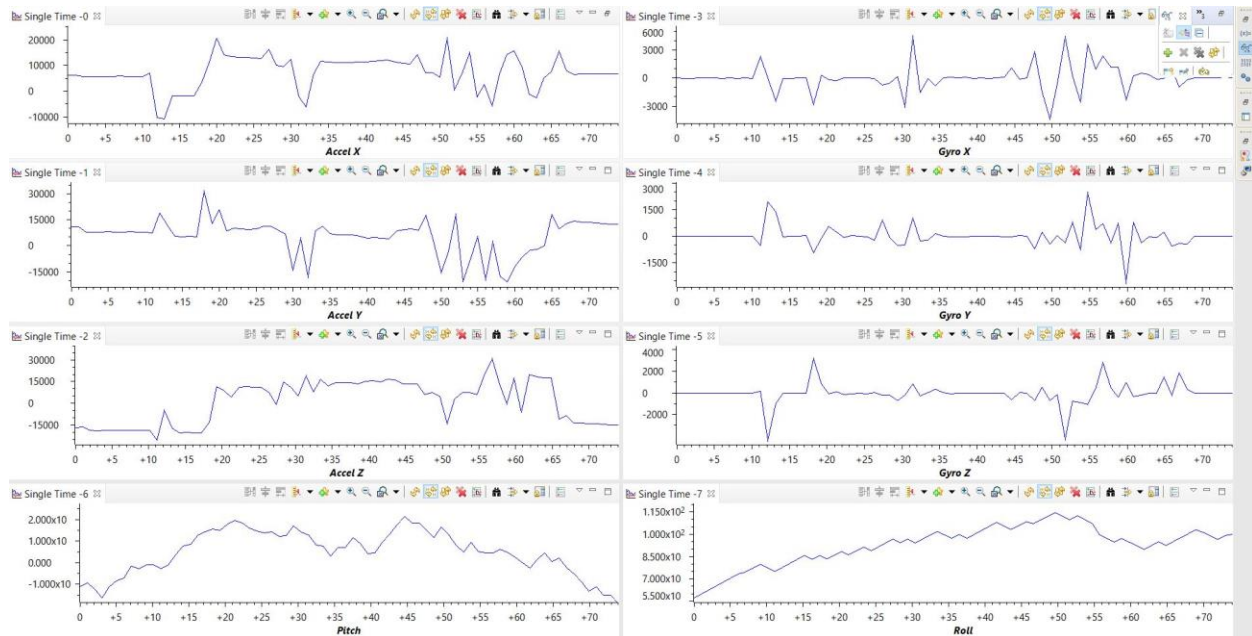 Single Time -0
20000
10000
0
-10000
0 +5 +10 +15 +20 +25 +30 +35 +40 +45 +50 +55 +60 +65 +70
Accel X
Single Time -3
6000
3000
0
-3000
0 +5 +10 +15 +20 +25 +30 +35 +40 +45 +50 +55 +60 +65 +70
Gyro X
Single Time -1
30000
15000
0
-15000
0 +5 +10 +15 +20 +25 +30 +35 +40 +45 +50 +55 +60 +65 +70
Accel Y
Single Time -4
3000
1500
0
-1500
0 +5 +10 +15 +20 +25 +30 +35 +40 +45 +50 +55 +60 +65 +70
Gyro Y
Single Time -2
30000
15000
0
-15000
0 +5 +10 +15 +20 +25 +30 +35 +40 +45 +50 +55 +60 +65 +70
Accel Z
Single Time -5
4000
2000
0
-2000
0 +5 +10 +15 +20 +25 +30 +35 +40 +45 +50 +55 +60 +65 +70
Gyro Z
Single Time -6
2.000x10
1.000x10
0.000
-1.000x10
0 +5 +10 +15 +20 +25 +30 +35 +40 +45 +50 +55 +60 +65 +70
Pitch
Single Time -7
1.150x10²
1.000x10²
8.500x10
7.000x10
5.500x10
0 +5 +10 +15 +20 +25 +30 +35 +40 +45 +50 +55 +60 +65 +70
Roll